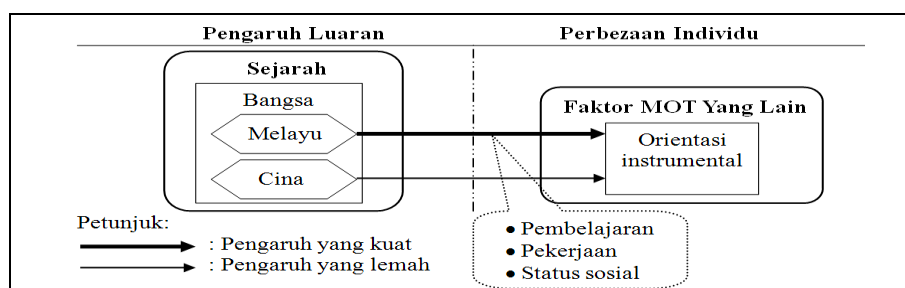 Pengaruh Luaran
Perbezaan Individu
Sejarah
Bangsa
Melayu
Cina
Faktor MOT Yang Lain
Orientasi
instrumental
Petunjuk:
: Pengaruh yang kuat
: Pengaruh yang lemah
• Pembelajaran
• Pekerjaan
• Status sosial